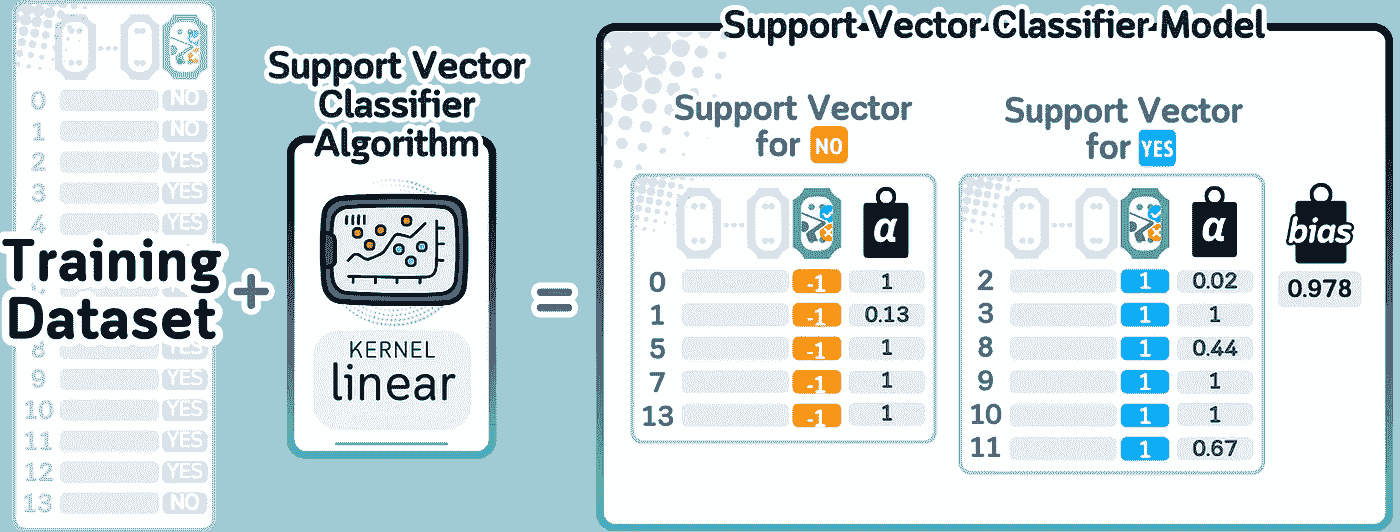 0 NO
1 NO
2 YES
3 YES
4 YES
Training
Dataset
8 YES
9 YES
10 YES
11 YES
12 YES
13 NO
+
Support Vector
Classifier
Algorithm
KERNEL
linear
=
Support Vector Classifier Model
Support Vector
for NO
α
0 -1 1
1 -1 0.13
5 -1 1
7 -1 1
13 -1 1
Support Vector
for YES
α
2 1 0.02
3 1 1
8 1 0.44
9 1 1
10 1 1
11 1 0.67
bias
0.978